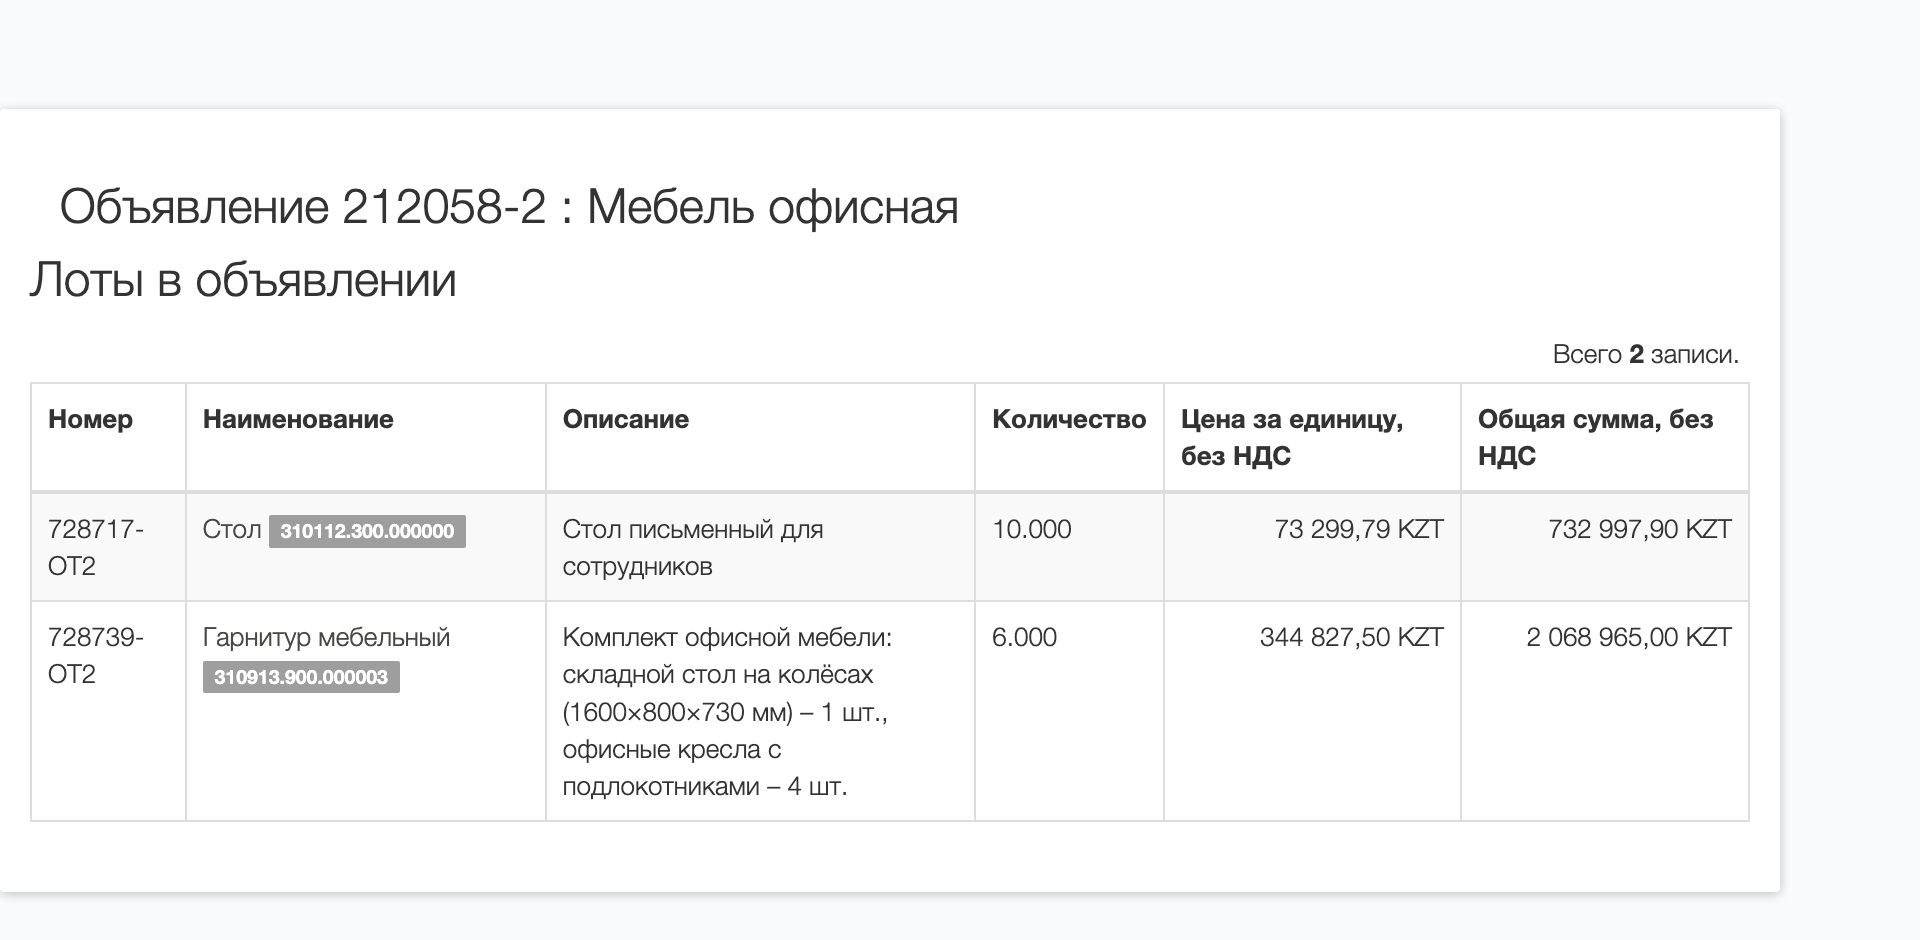 Объявление 212058-2 : Мебель офисная
Лоты в объявлении
Всего 2 записи.
Номер Наименование Описание Количество Цена за единицу, без НДС Общая сумма, без НДС
728717-
ОТ2
Стол 310112.300.000000
Стол письменный для
сотрудников
10.000
73 299,79 KZT
732 997,90 KZT
728739-
ОТ2
Гарнитур мебельный
310913.900.000003
Комплект офисной мебели:
складной стол на колёсах
(1600×800×730 мм) – 1 шт.,
офисные кресла с
подлокотниками – 4 шт.
6.000
344 827,50 KZT
2 068 965,00 KZT